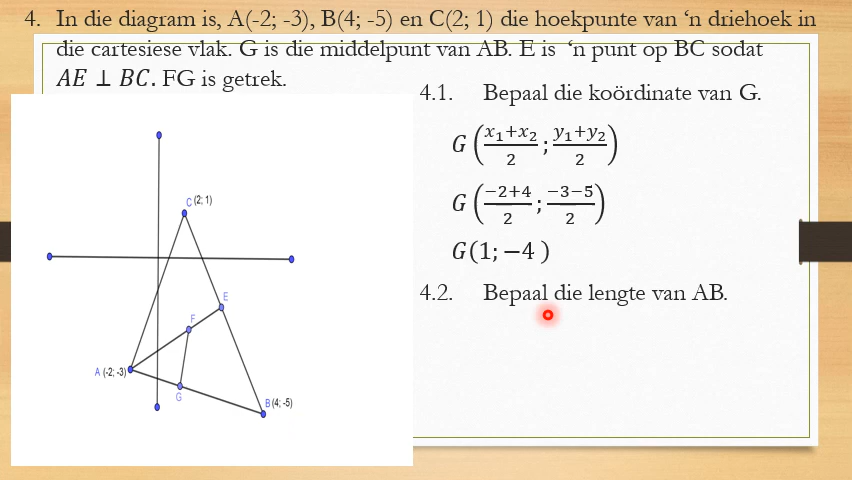 4. In die diagram is, A(-2; -3), B(4; -5) en C(2; 1) die hoekpunte van ‘n driehoek in
die cartesiese vlak. G is die middelpunt van AB. E is ‘n punt op BC sodat
AE ⊥ BC. FG is getrek.
4.1. Bepaal die koördinate van G.
G (x₁+x₂/2 ; y₁+y₂/2)
G (−2+4/2 ; −3−5/2)
G(1; −4 )
4.2. Bepaal die lengte van AB.
C (2; 1)
E
F
A (-2; -3)
G
B (4; -5)